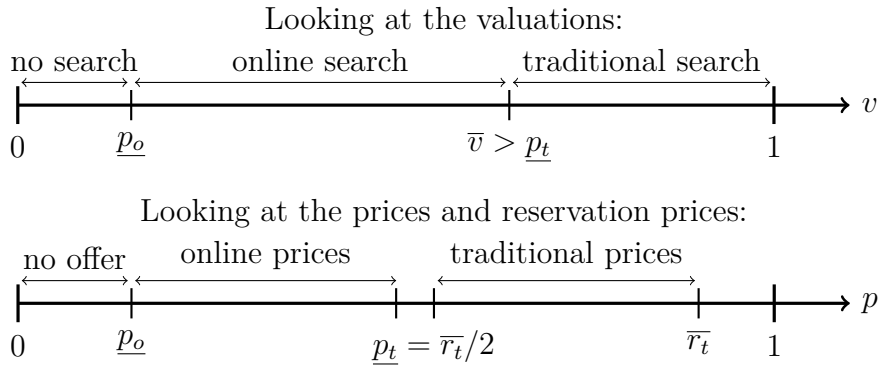 Looking at the valuations:
no search online search traditional search
0 p_o v̅ > p_t 1 v
Looking at the prices and reservation prices:
no offer online prices traditional prices
0 p_o p_t = r̅_t/2 r̅_t 1 p